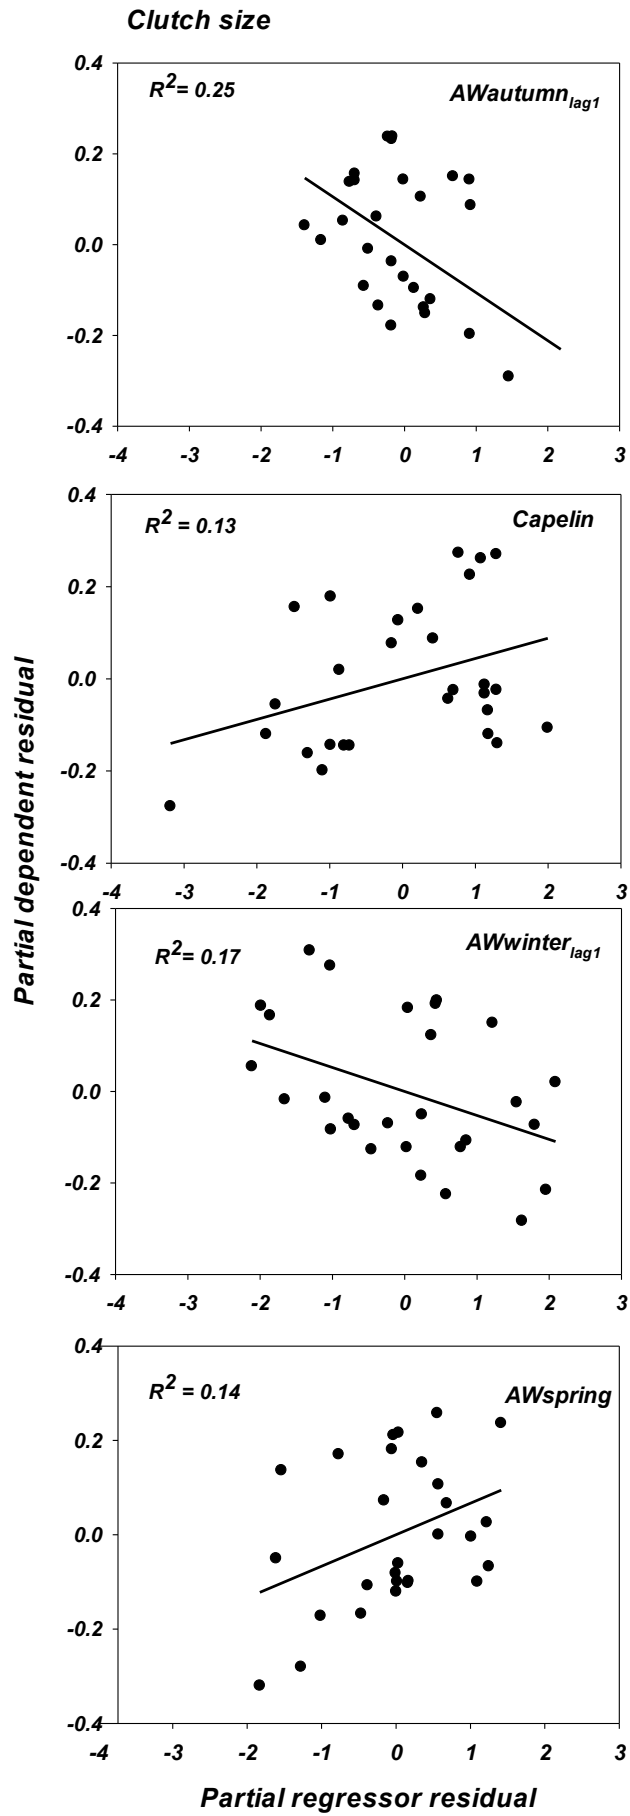 Clutch size
0.4
R2= 0.25
AWautumnlag1
0.2
0.0
-0.2
-0.4
-4 -3 -2 -1 0 1 2 3
0.4
R2 = 0.13
Capelin
0.2
0.0
-0.2
-0.4
-4 -3 -2 -1 0 1 2 3
0.4
R2= 0.17
AWwinterlag1
0.2
0.0
-0.2
-0.4
-4 -3 -2 -1 0 1 2 3
0.4
R2 = 0.14
AWspring
0.2
0.0
-0.2
-0.4
-4 -3 -2 -1 0 1 2 3
Partial dependent residual
Partial regressor residual